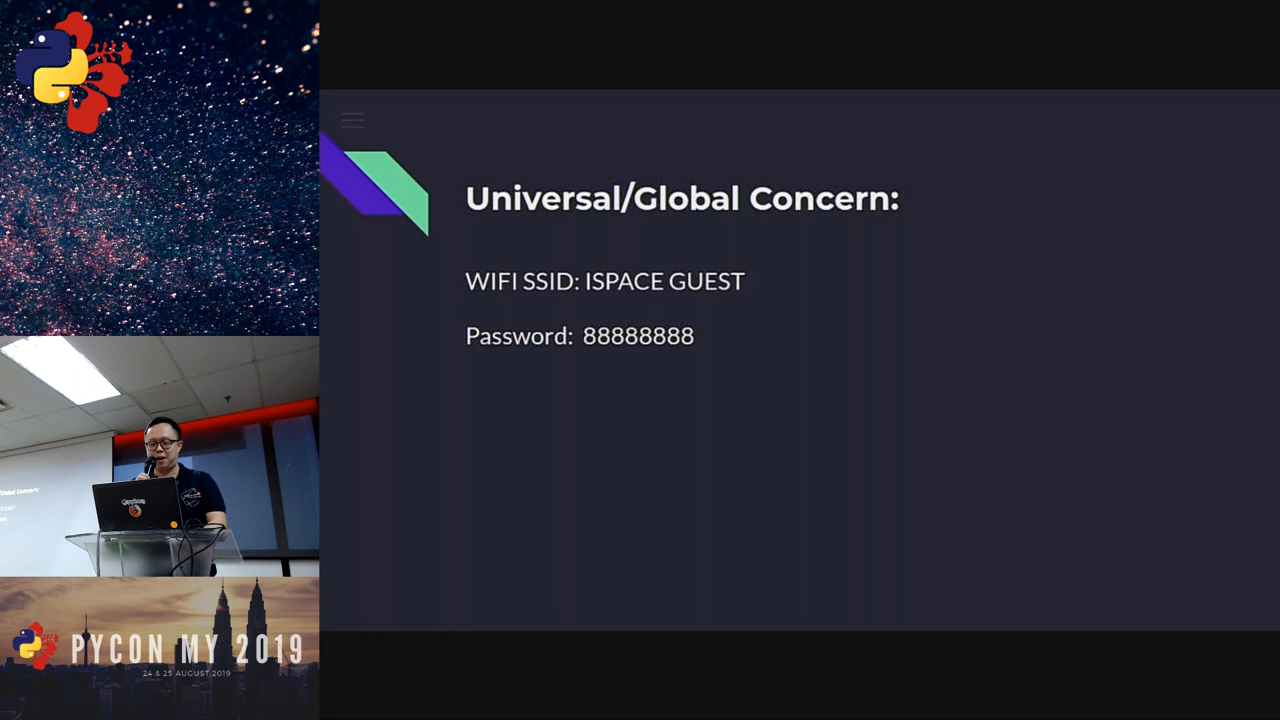 Universal/Global Concern:
WIFI SSID: ISPACE GUEST
Password: 88888888
PYCON MY 2019
24 & 25 AUGUST 2019